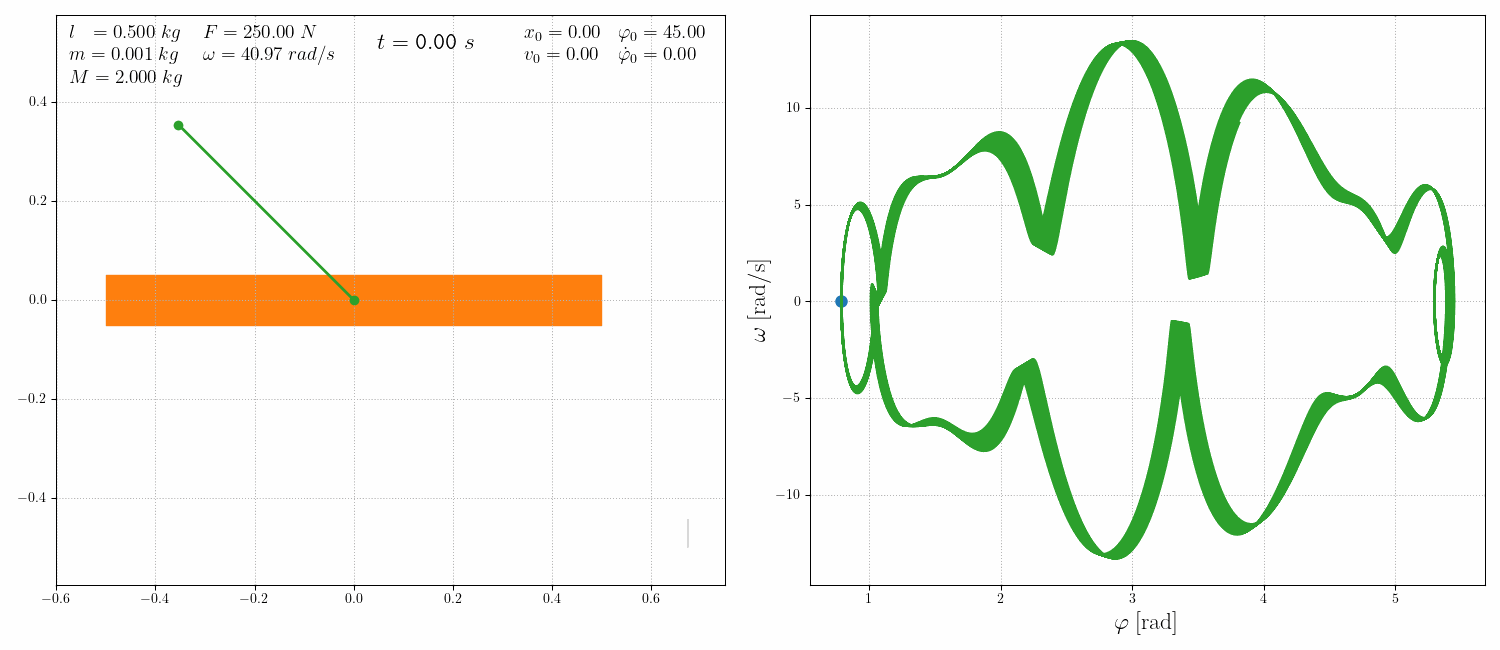 l = 0.500 kg F = 250.00 N t = 0.00 s x₀ = 0.00 φ₀ = 45.00
m = 0.001 kg ω = 40.97 rad/s v₀ = 0.00 φ̇₀ = 0.00
M = 2.000 kg
0.4
0.2
0.0
−0.2
−0.4
−0.6 −0.4 −0.2 0.0 0.2 0.4 0.6
10
5
0
−5
−10
ω [rad/s]
1 2 3 4 5
φ [rad]